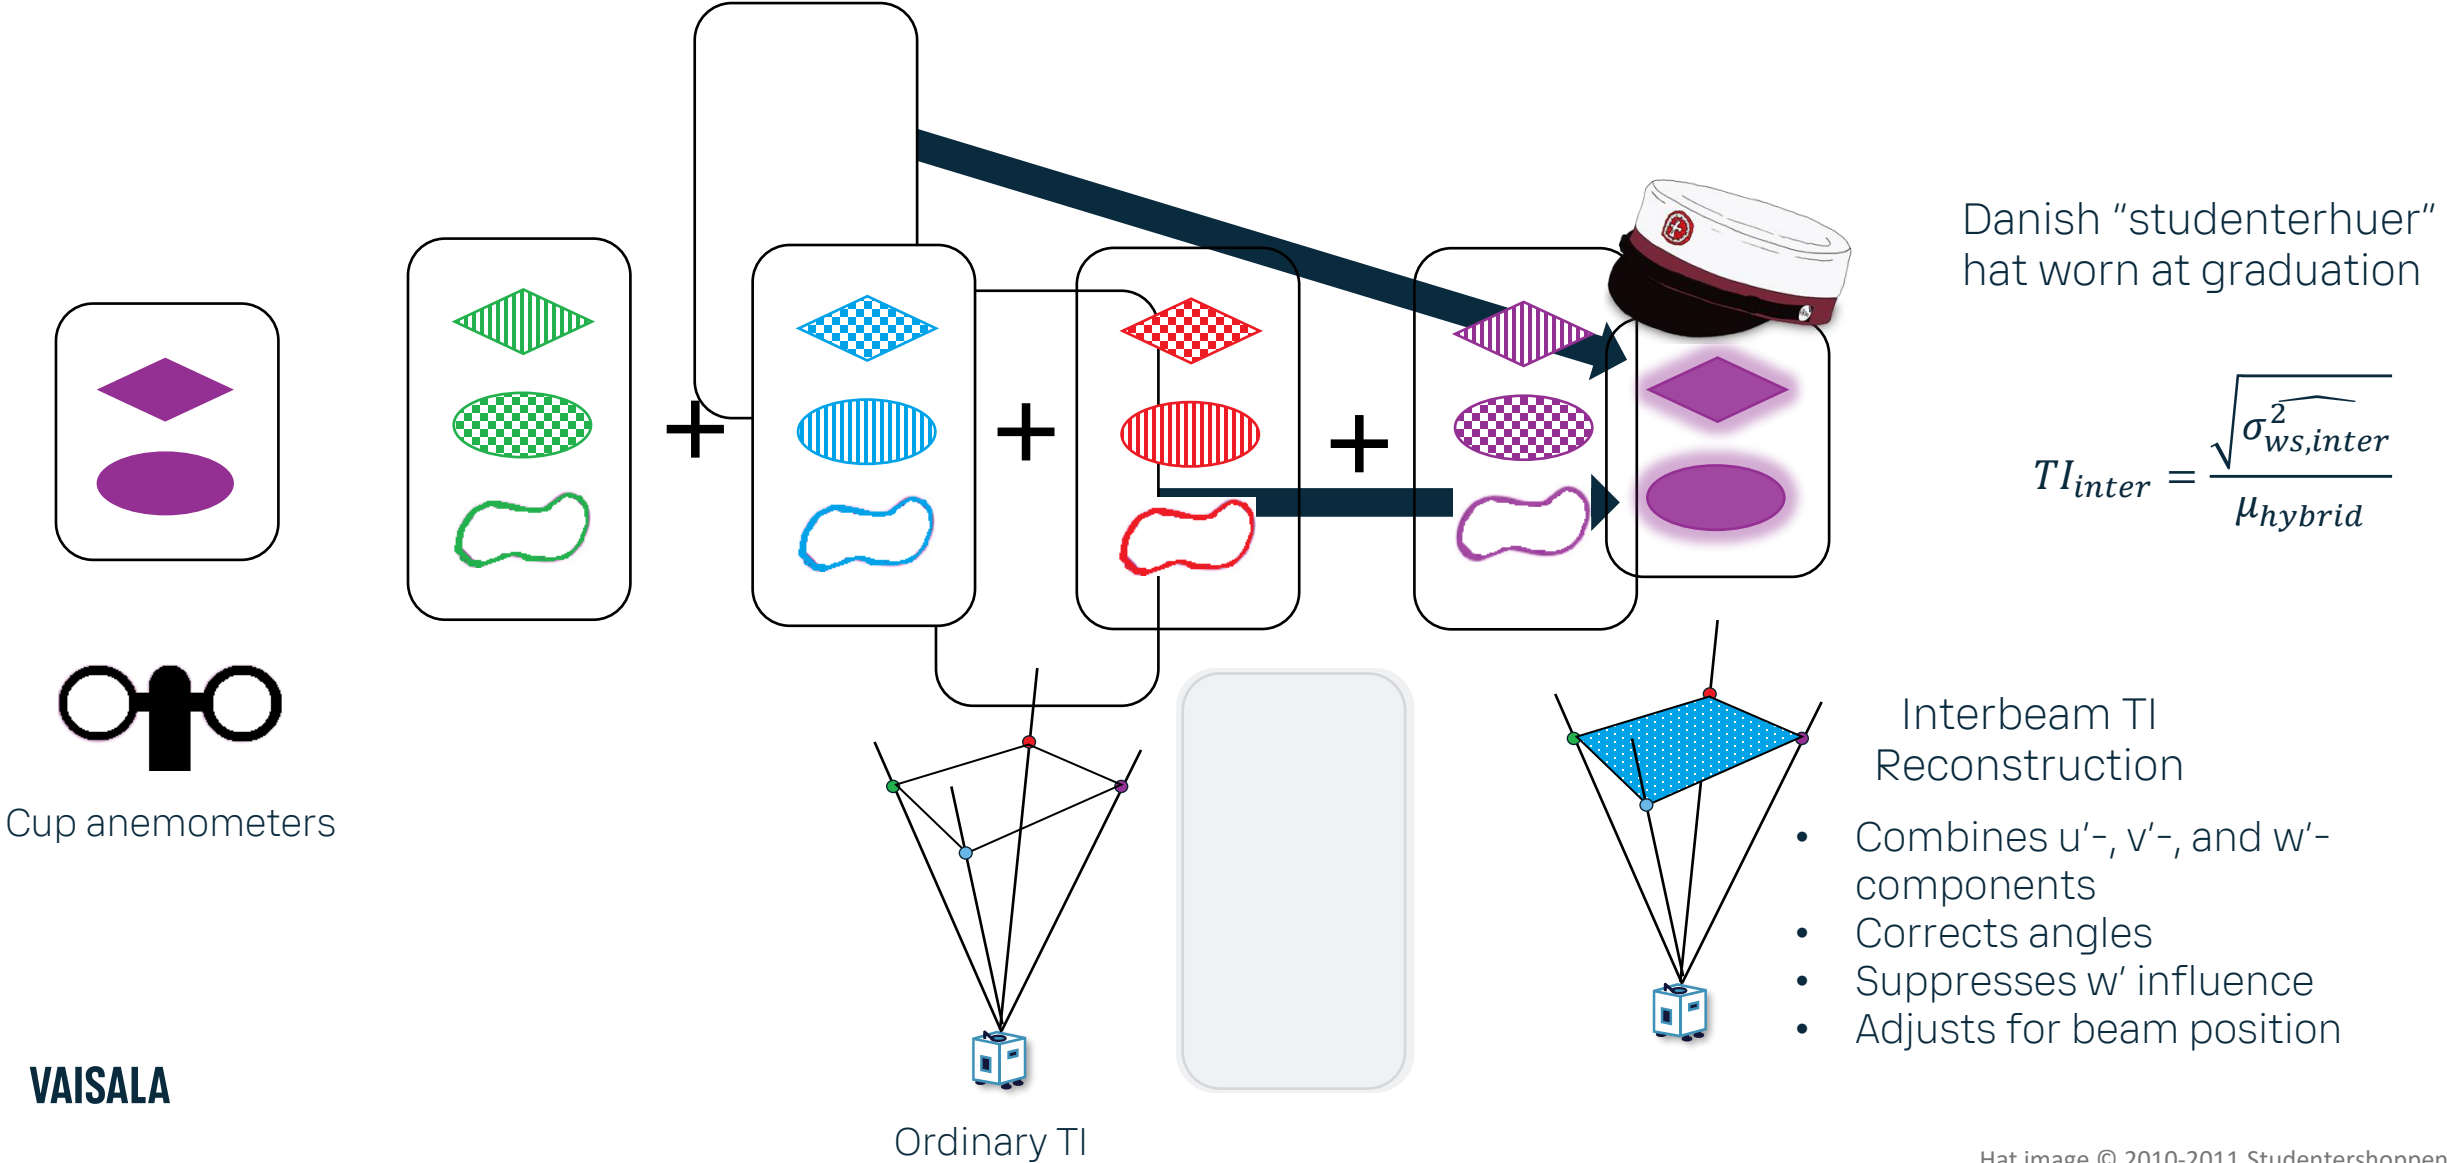 Danish “studenterhuer”
hat worn at graduation
+
+
+
TI_inter = √σ²_ws,inter / μ_hybrid
Cup anemometers
Interbeam TI
Reconstruction
• Combines u’-, v’-, and w’-
components
• Corrects angles
• Suppresses w’ influence
• Adjusts for beam position
VAISALA
Ordinary TI
Hat image © 2010-2011 Studentershoppen